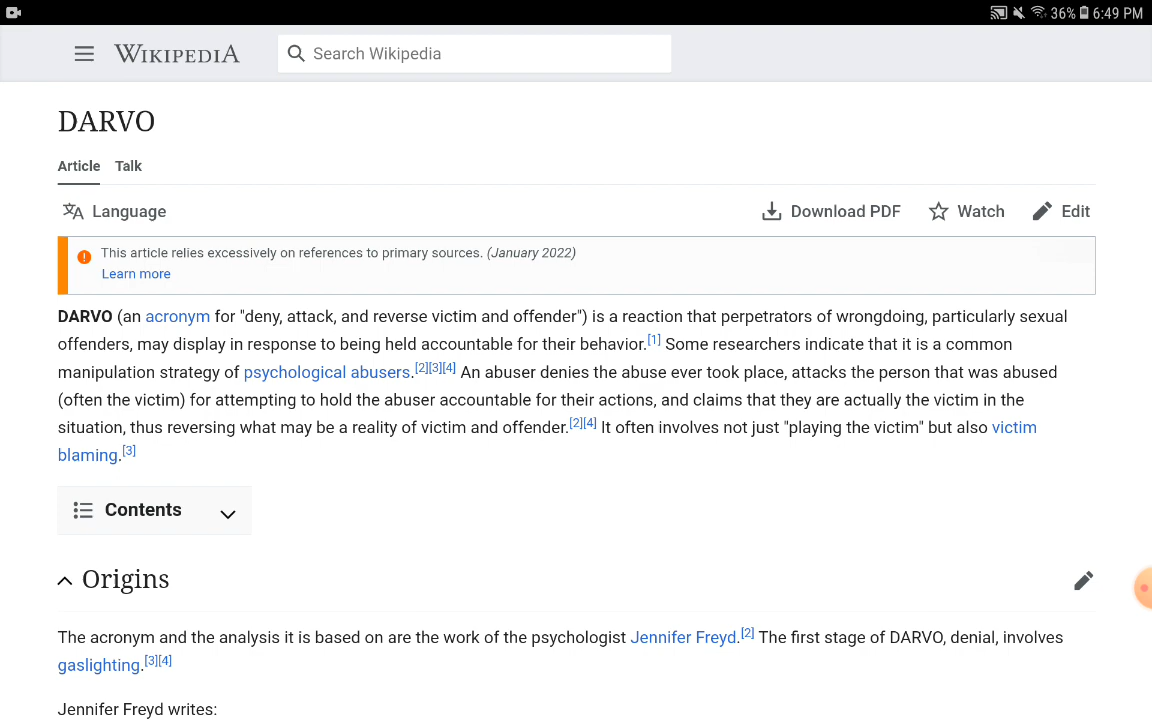 36% 6:49 PM
WIKIPEDIA Search Wikipedia
DARVO
Article Talk
Language Download PDF Watch Edit
This article relies excessively on references to primary sources. (January 2022)
Learn more
DARVO (an acronym for "deny, attack, and reverse victim and offender") is a reaction that perpetrators of wrongdoing, particularly sexual
offenders, may display in response to being held accountable for their behavior.[1] Some researchers indicate that it is a common
manipulation strategy of psychological abusers.[2][3][4] An abuser denies the abuse ever took place, attacks the person that was abused
(often the victim) for attempting to hold the abuser accountable for their actions, and claims that they are actually the victim in the
situation, thus reversing what may be a reality of victim and offender.[2][4] It often involves not just "playing the victim" but also victim
blaming.[3]
Contents
Origins
The acronym and the analysis it is based on are the work of the psychologist Jennifer Freyd.[2] The first stage of DARVO, denial, involves
gaslighting.[3][4]
Jennifer Freyd writes: